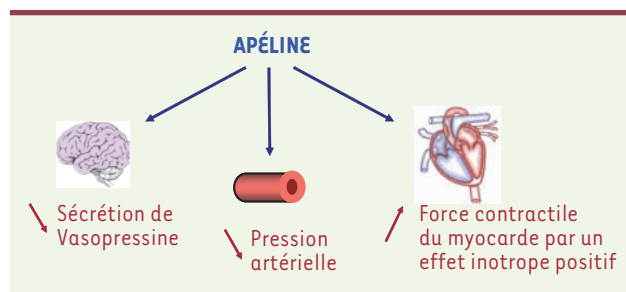 APÉLINE
Sécrétion de
Vasopressine
Pression
artérielle
Force contractile
du myocarde par un
effet inotrope positif